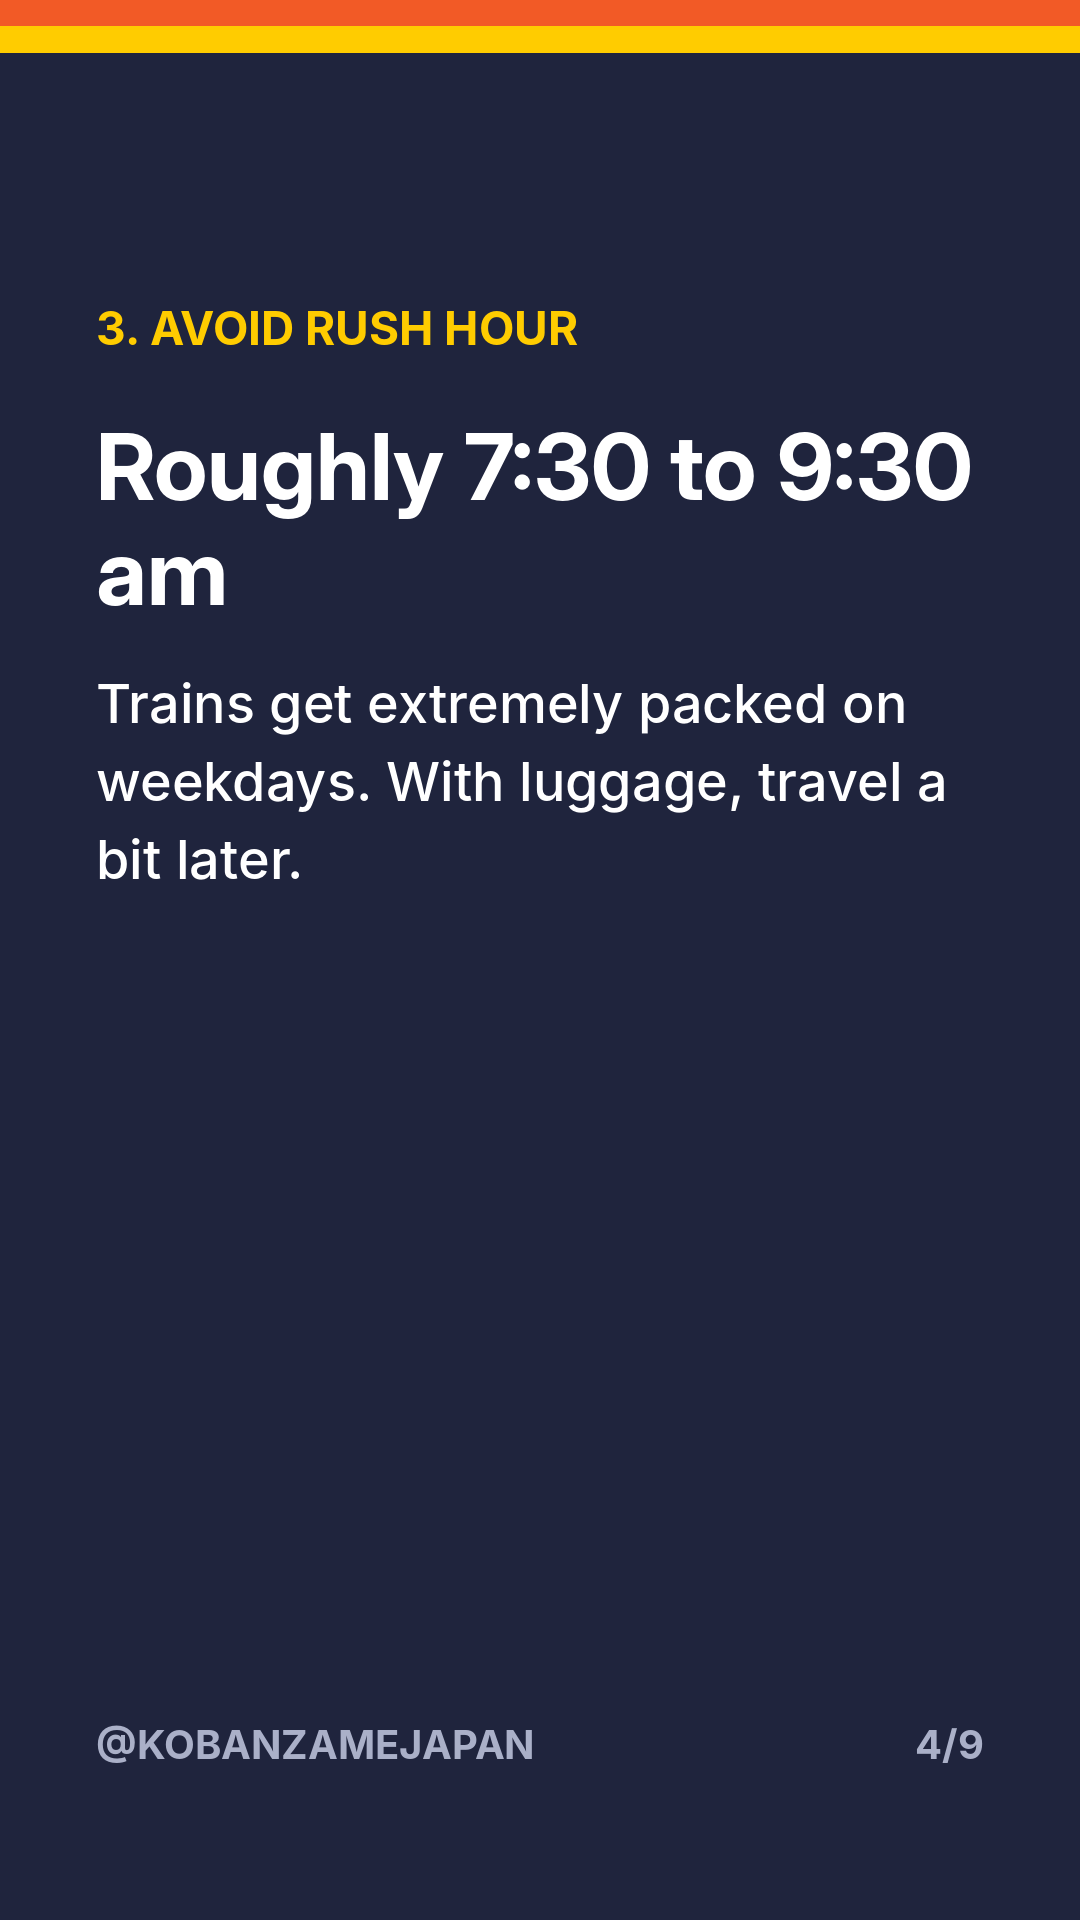 3. AVOID RUSH HOUR
Roughly 7:30 to 9:30
am
Trains get extremely packed on
weekdays. With luggage, travel a
bit later.
@KOBANZAMEJAPAN
4/9